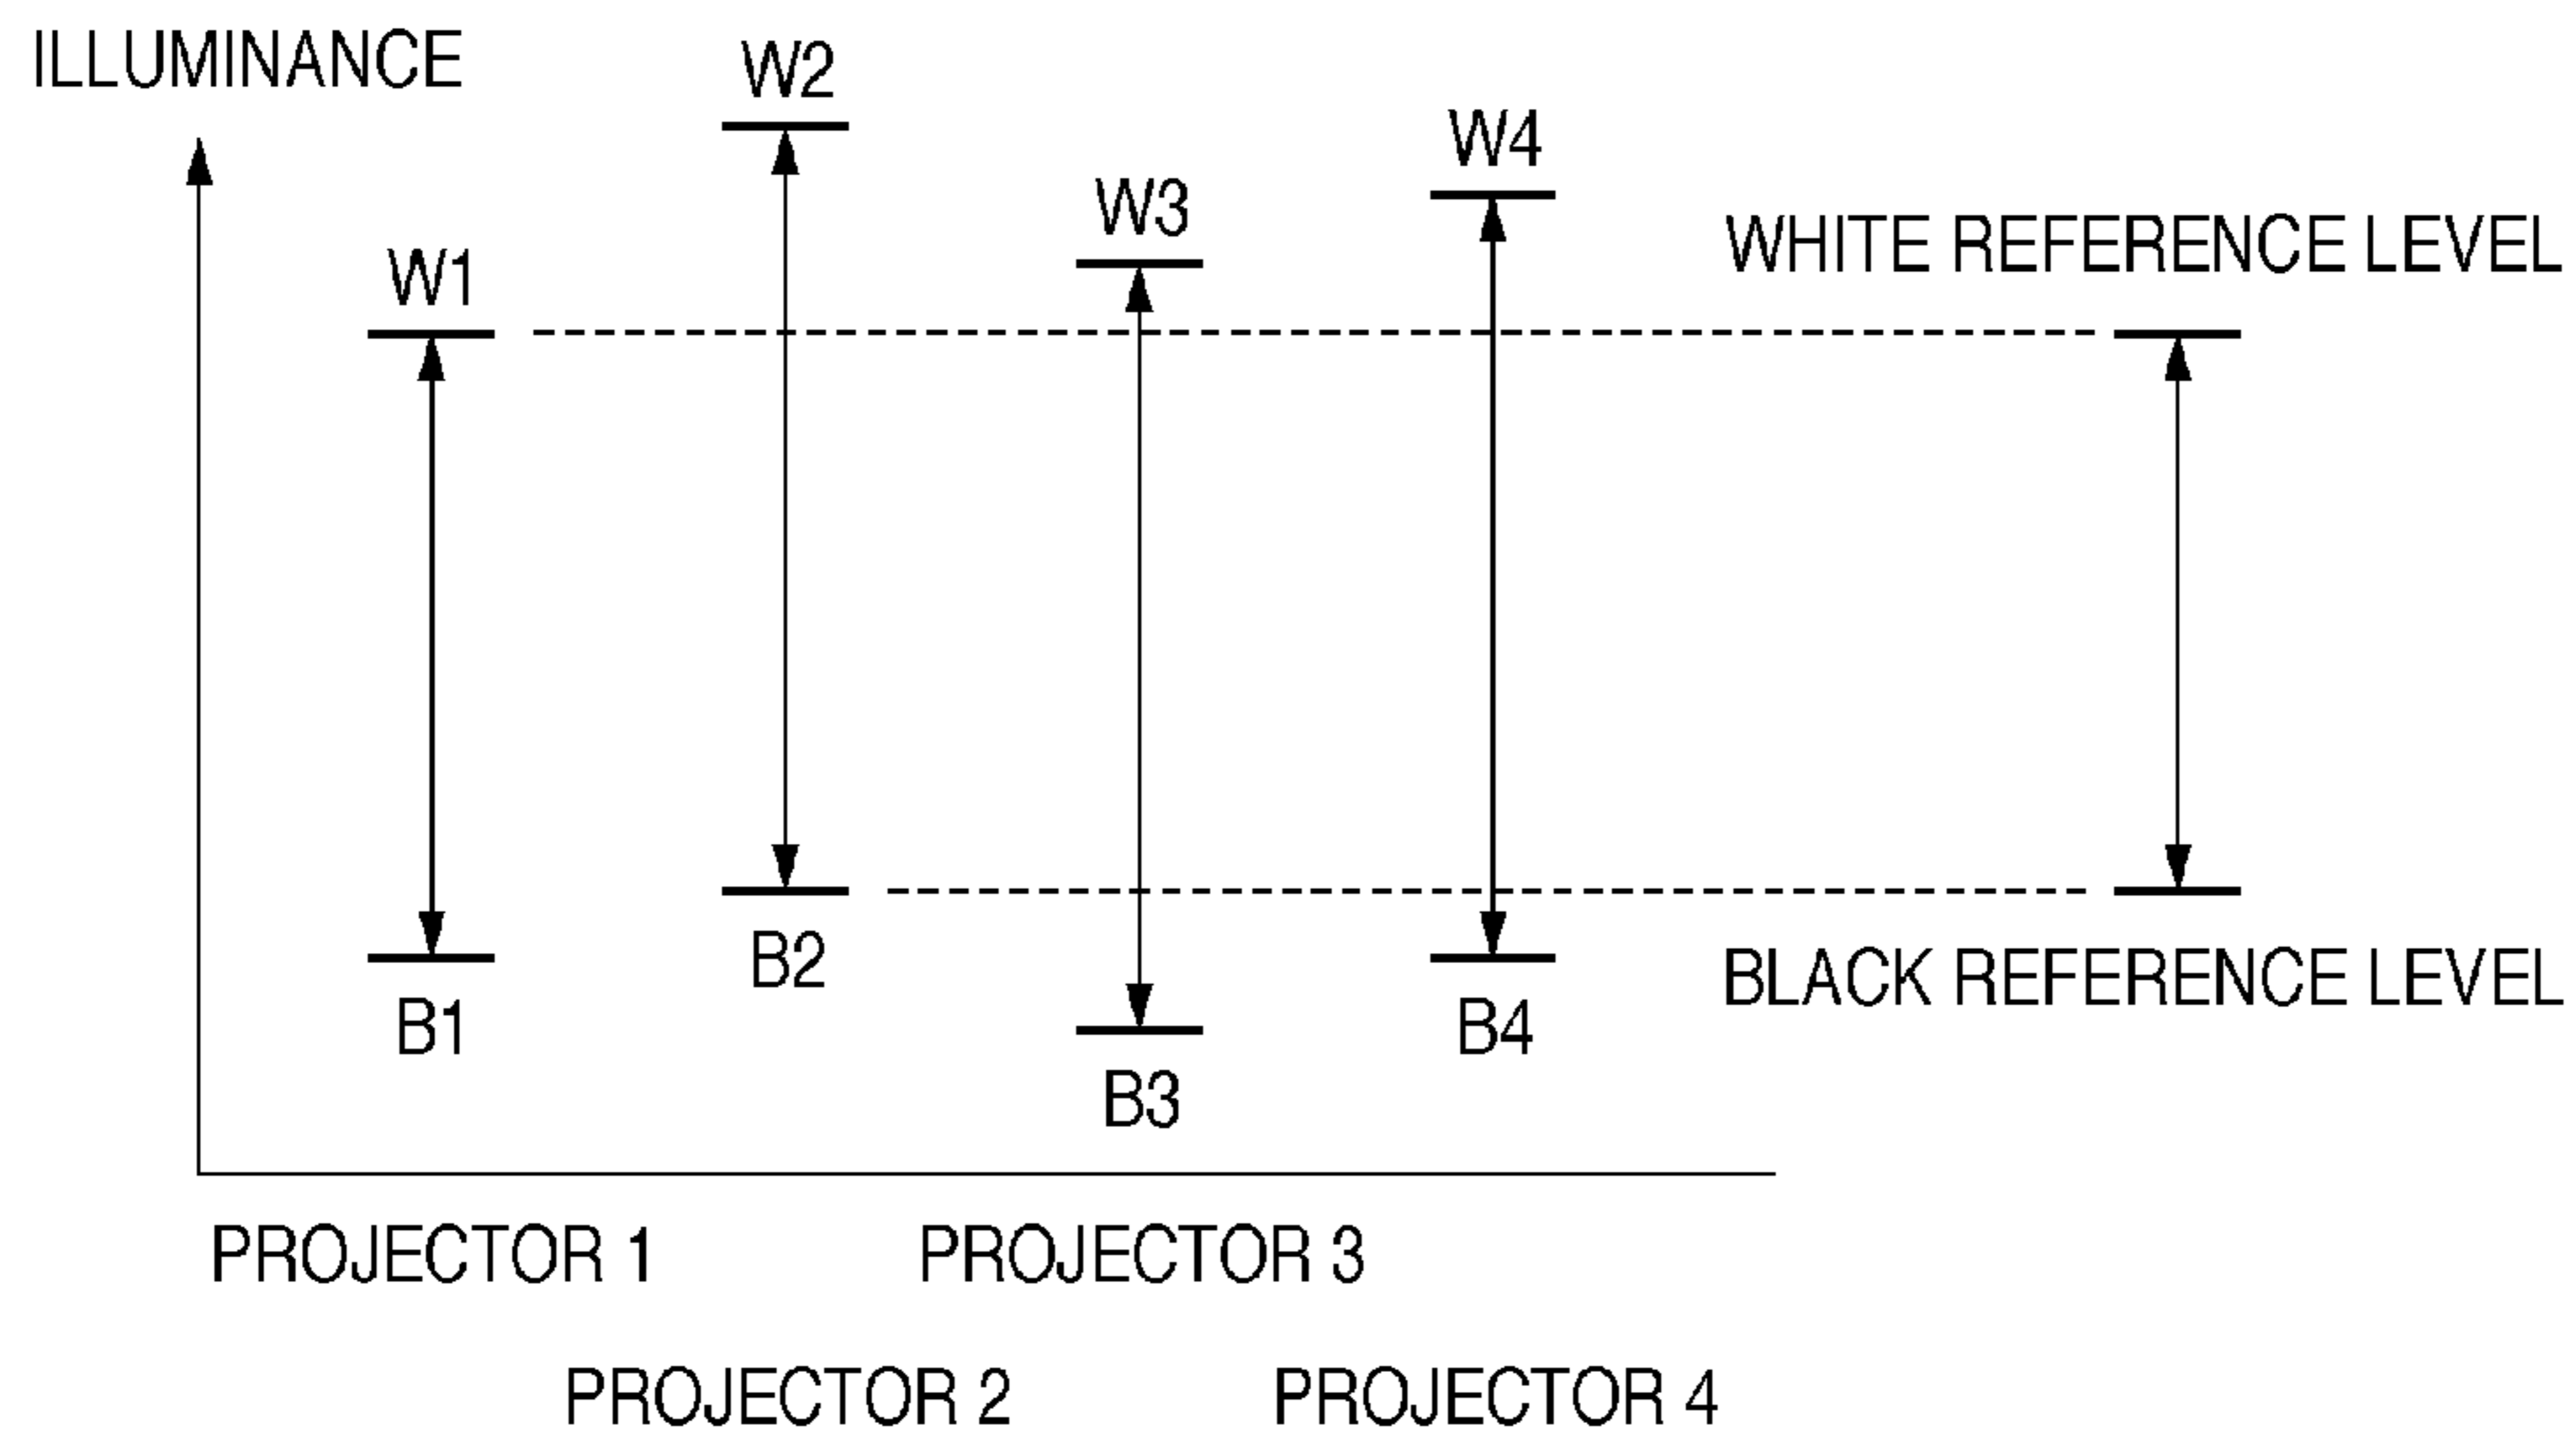 ILLUMINANCE
W2
W4
W3
WHITE REFERENCE LEVEL
W1
B2
BLACK REFERENCE LEVEL
B1
B4
B3
PROJECTOR 1
PROJECTOR 3
PROJECTOR 2
PROJECTOR 4